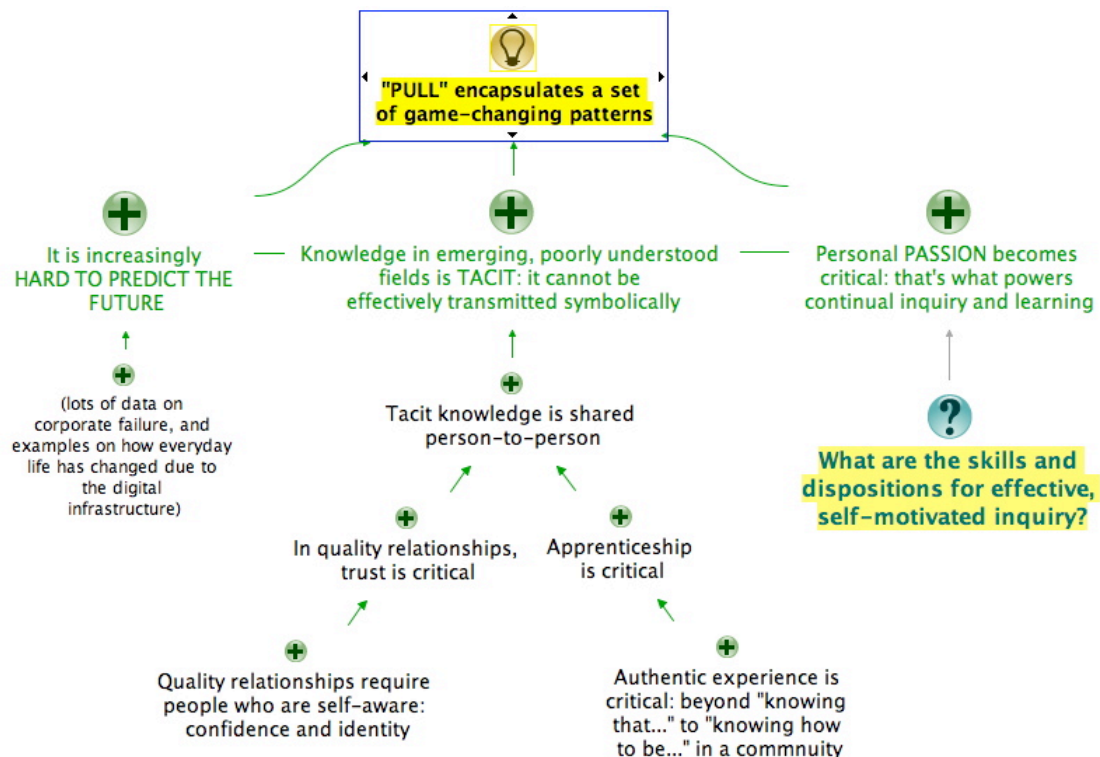 "PULL" encapsulates a set
of game-changing patterns
It is increasingly
HARD TO PREDICT THE
FUTURE
Knowledge in emerging, poorly understood
fields is TACIT: it cannot be
effectively transmitted symbolically
Personal PASSION becomes
critical: that's what powers
continual inquiry and learning
(lots of data on
corporate failure, and
examples on how everyday
life has changed due to
the digital
infrastructure)
Tacit knowledge is shared
person-to-person
?
What are the skills and
dispositions for effective,
self-motivated inquiry?
In quality relationships,
trust is critical
Apprenticeship
is critical
Quality relationships require
people who are self-aware:
confidence and identity
Authentic experience is
critical: beyond "knowing
that..." to "knowing how
to be..." in a commnuity